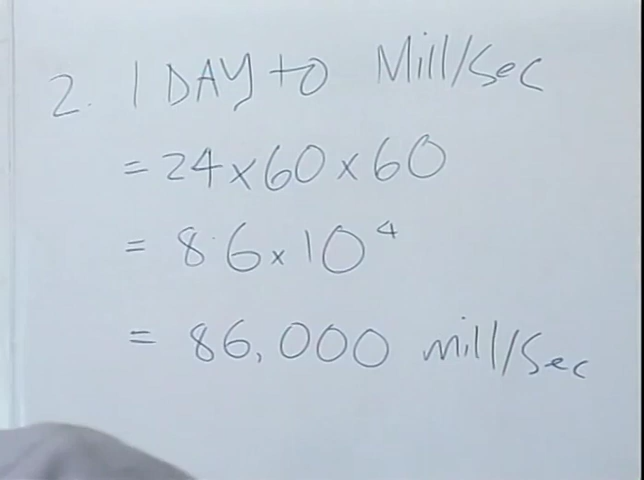 2. 1 DAY to Mill/Sec
= 24 x 60 x 60
= 8.6 x 10⁴
= 86,000 mill/Sec